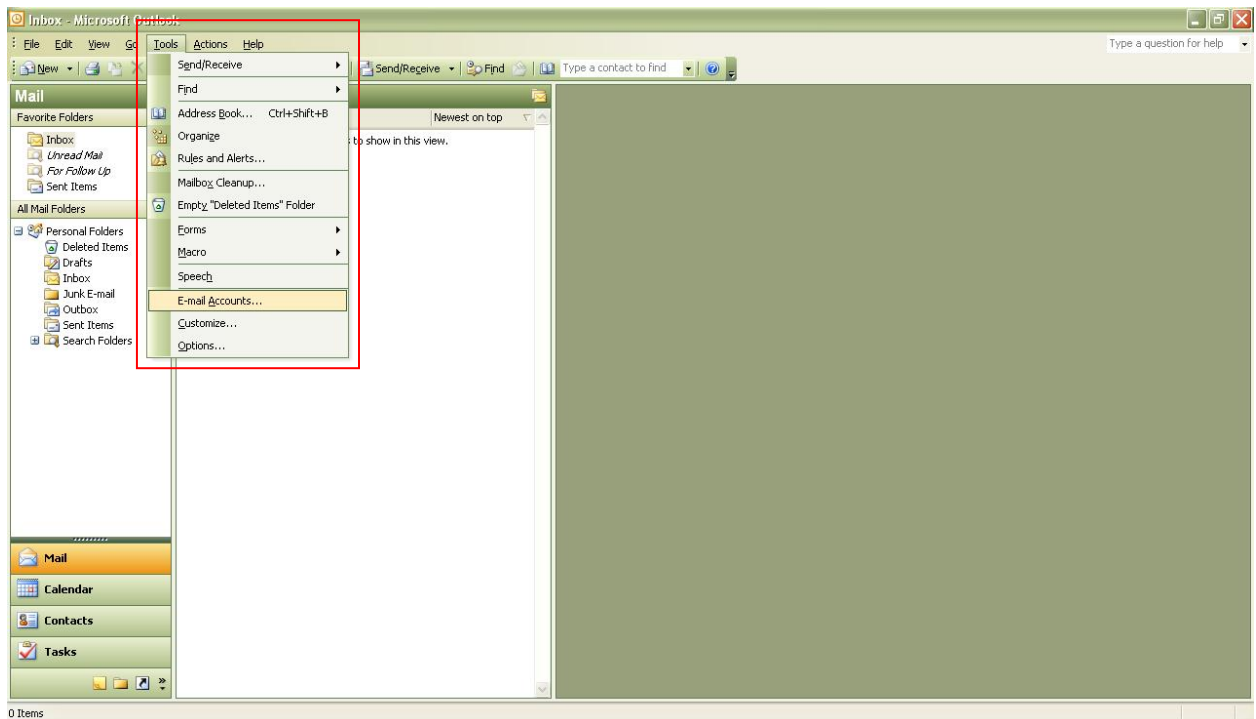 Inbox - Microsoft Outlook
File Edit View Go Tools Actions Help
Type a question for help
New
Send/Receive
Find
Type a contact to find
Send/Receive
Find
Address Book... Ctrl+Shift+B
Organize
Rules and Alerts...
Mailbox Cleanup...
Empty "Deleted Items" Folder
Forms
Macro
Speech
E-mail Accounts...
Customize...
Options...
Mail
Favorite Folders
Inbox
Unread Mail
For Follow Up
Sent Items
All Mail Folders
Personal Folders
Deleted Items
Drafts
Inbox
Junk E-mail
Outbox
Sent Items
Search Folders
Newest on top
to show in this view.
Mail
Calendar
Contacts
Tasks
0 Items